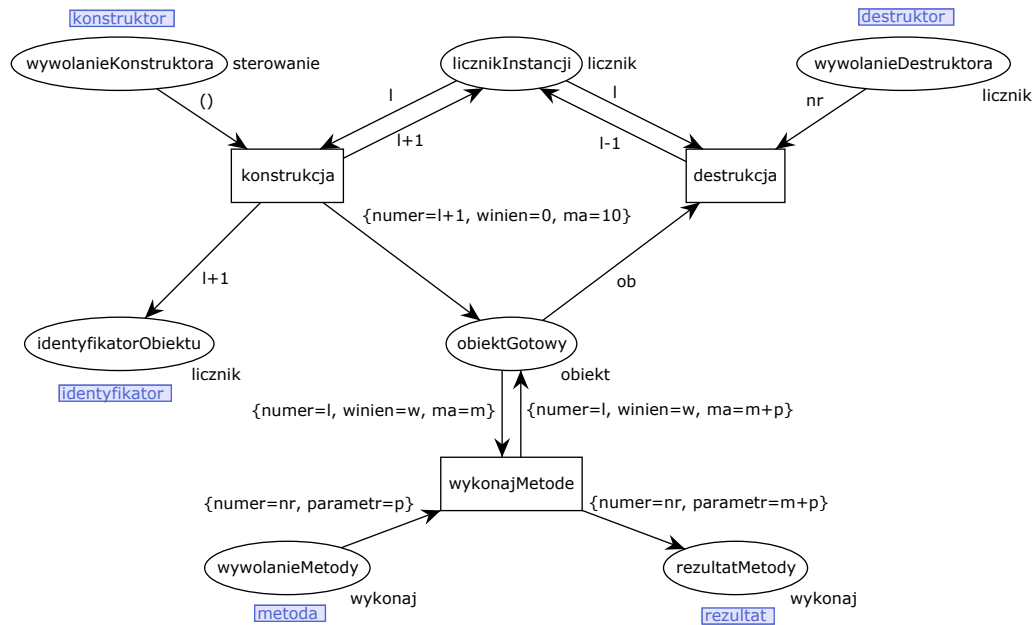 konstruktor
destruktor
wywolanieKonstruktora
sterowanie
licznikInstancji
licznik
wywolanieDestruktora
licznik
()
l
l+1
l
l-1
nr
konstrukcja
destrukcja
{numer=l+1, winien=0, ma=10}
l+1
ob
identyfikatorObiektu
licznik
identyfikator
obiektGotowy
obiekt
{numer=l, winien=w, ma=m}
{numer=l, winien=w, ma=m+p}
wykonajMetode
{numer=nr, parametr=p}
{numer=nr, parametr=m+p}
wywolanieMetody
wykonaj
metoda
rezultatMetody
wykonaj
rezultat